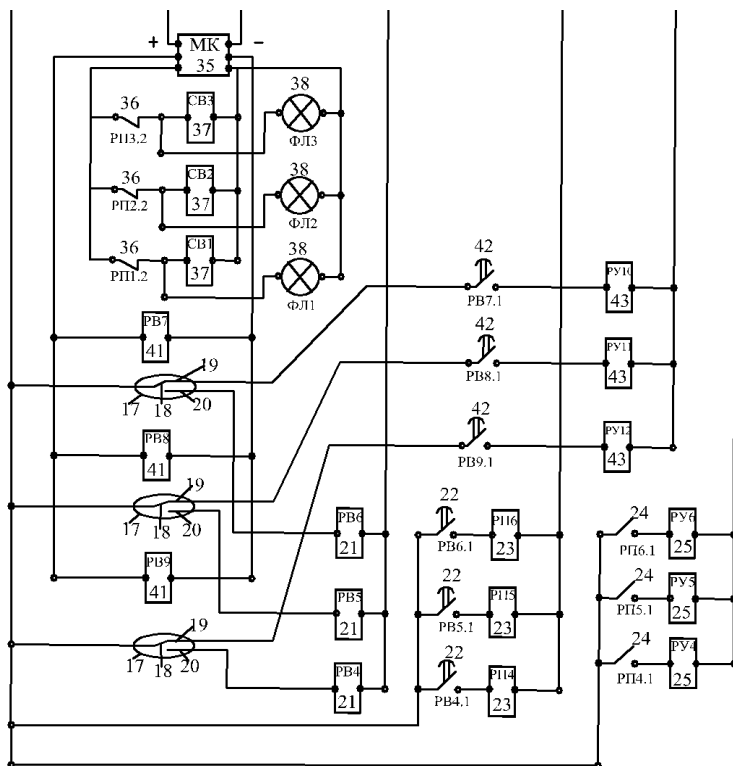 + МК –
35
38
36 СВ3
37
РП3.2 ФЛ3
38
36 СВ2
37
РП2.2 ФЛ2
38
36 СВ1
37
РП1.2 ФЛ1
42
РУ10
43
РВ7.1
РВ7
41
42
РУ11
43
19
РВ8.1
17 18 20
42
РУ12
43
РВ8
41
РВ9.1
19
17 18 20
22
РВ6
21
РП6
23
24
РУ6
25
РВ6.1
РП6.1
РВ9
41
22
РВ5
21
РП5
23
24
РУ5
25
РВ5.1
РП5.1
19
17 18 20
22
РВ4
21
РП4
23
24
РУ4
25
РВ4.1
РП4.1